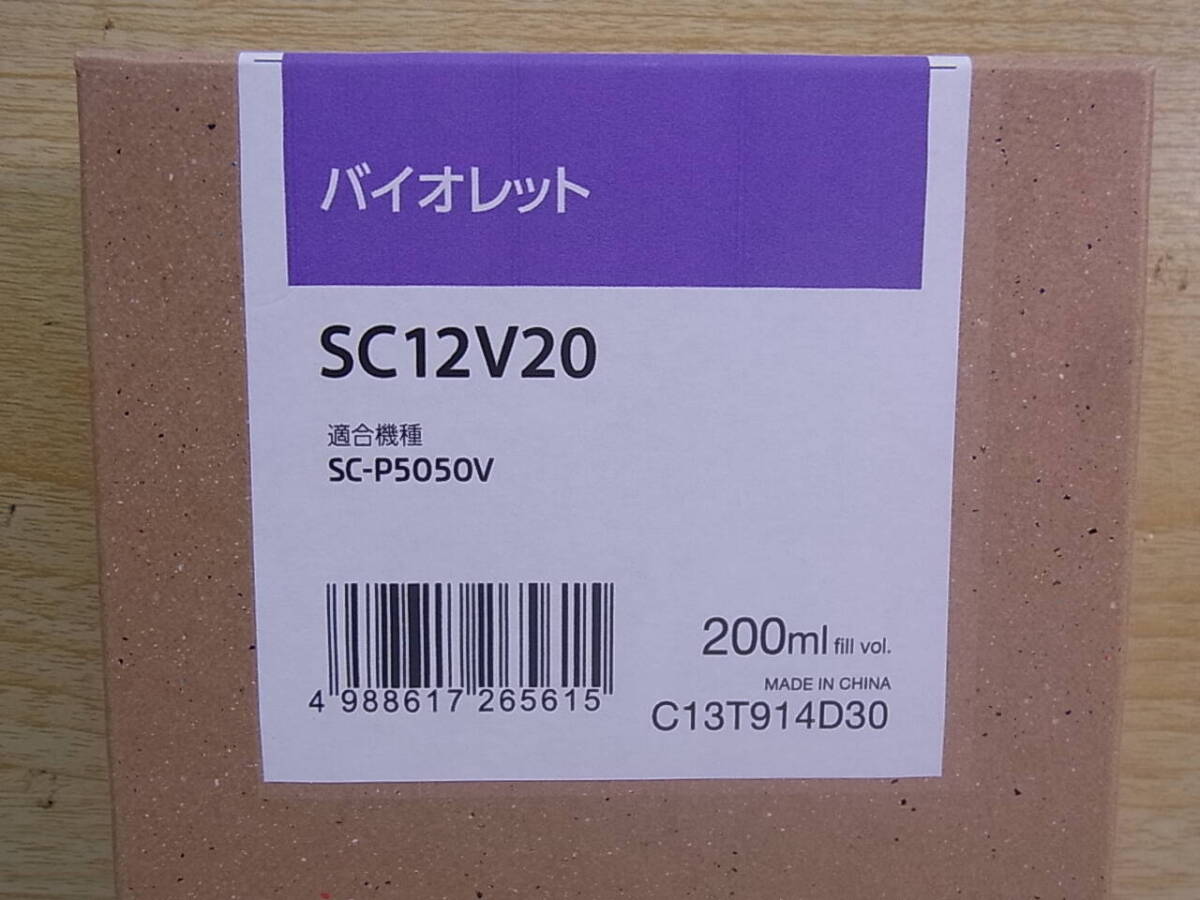 バイオレット
SC12V20
適合機種
SC-P5050V
4 988617 265615
200ml fill vol.
MADE IN CHINA
C13T914D30